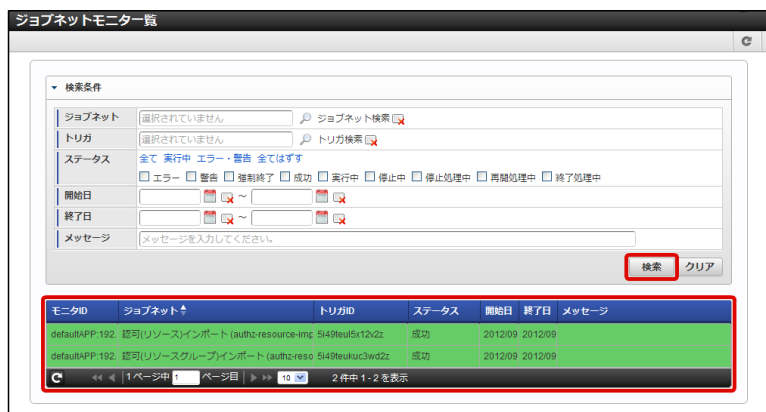 ジョブネットモニター覧
検索条件
ジョブネット 選択されていません ジョブネット検索
トリガ 選択されていません トリガ検索
ステータス 全て 実行中 エラー・警告 全てはずす
エラー 警告 強制終了 成功 実行中 停止中 停止処理中 再開処理中 終了処理中
開始日 ~
終了日 ~
メッセージ メッセージを入力してください。
検索 クリア
モニタID ジョブネット トリガID ステータス 開始日 終了日 メッセージ
defaultAPP:192. 認可(リソース)インポート (authz-resource-imp 5i49teul5x12v2z 成功 2012/09 2012/09
defaultAPP:192. 認可(リソースグループ)インポート (authz-reso 5i49teukuc3wd2z 成功 2012/09 2012/09
1ページ中 1 ページ目 10 2件中 1 - 2 を表示